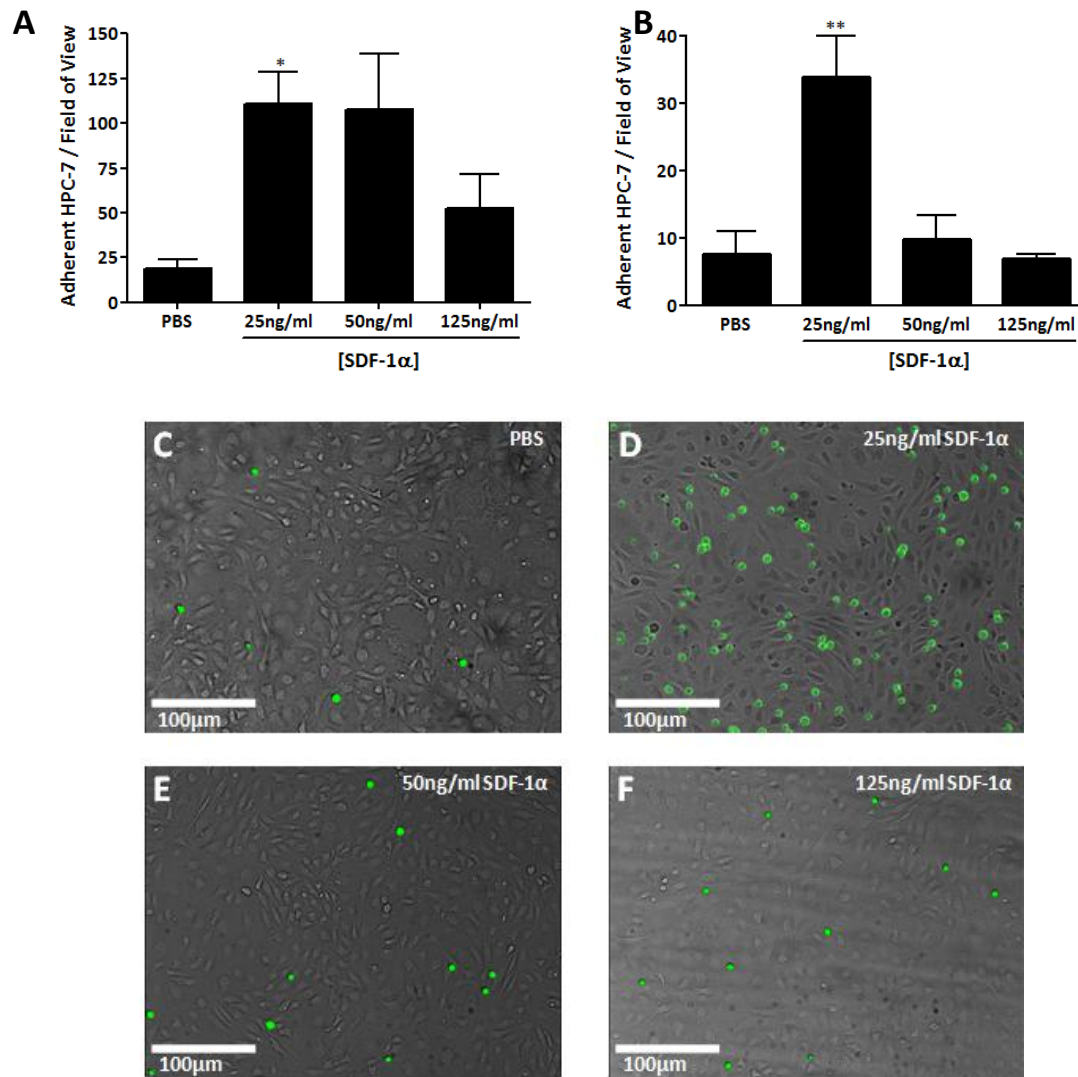 A
Adherent HPC-7 / Field of View
150
125
100
75
50
25
0
*
PBS
25ng/ml
50ng/ml
125ng/ml
[SDF-1α]
B
Adherent HPC-7 / Field of View
40
30
20
10
0
**
PBS
25ng/ml
50ng/ml
125ng/ml
[SDF-1α]
C
PBS
100µm
D
25ng/ml SDF-1α
100µm
E
50ng/ml SDF-1α
100µm
F
125ng/ml SDF-1α
100µm